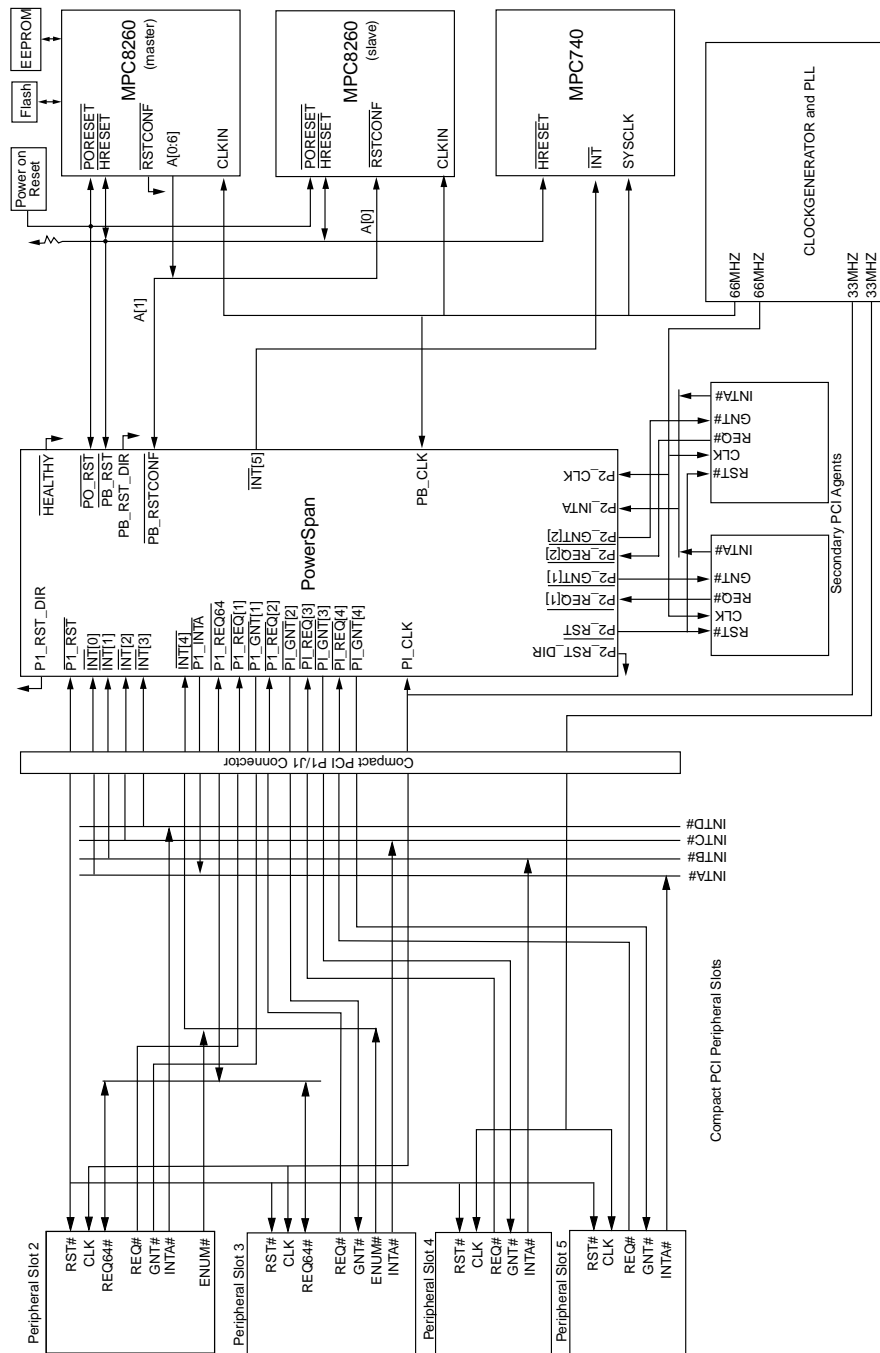 EEPROM
Flash
Power on
Reset
MPC8260
(master)
PORESET
HRESET
RSTCONF
A[0:6]
CLKIN
MPC8260
(slave)
PORESET
HRESET
RSTCONF
CLKIN
MPC740
HRESET
INT
SYSCLK
CLOCKGENERATOR and PLL
66MHZ
66MHZ
33MHZ
33MHZ
A[0]
A[1]
PowerSpan
HEALTHY
PO_RST
PB_RST
PB_RST_DIR
PB_RSTCONF
INT[5]
PB_CLK
P2_CLK
P2_INTA
P2_GNT[2]
P2_REQ[2]
P2_GNT[1]
P2_REQ[1]
P2_RST
P2_RST_DIR
P1_RST_DIR
P1_RST
INT[0]
INT[1]
INT[2]
INT[3]
INT[4]
P1_INTA
P1_REQ64
P1_REQ[1]
P1_GNT[1]
P1_REQ[2]
PI_GNT[2]
PI_REQ[3]
PI_GNT[3]
PI_REQ[4]
PI_GNT[4]
PI_CLK
INTA#
GNT#
REQ#
CLK
RST#
INTA#
GNT#
REQ#
CLK
RST#
Secondary PCI Agents
Compact PCI P1/J1 Connector
INTD#
INTC#
INTB#
INTA#
Compact PCI Peripheral Slots
Peripheral Slot 2
RST#
CLK
REQ64#
REQ#
GNT#
INTA#
ENUM#
Peripheral Slot 3
RST#
CLK
REQ64#
REQ#
GNT#
ENUM#
INTA#
Peripheral Slot 4
RST#
CLK
REQ#
GNT#
INTA#
Peripheral Slot 5
RST#
CLK
REQ#
GNT#
INTA#